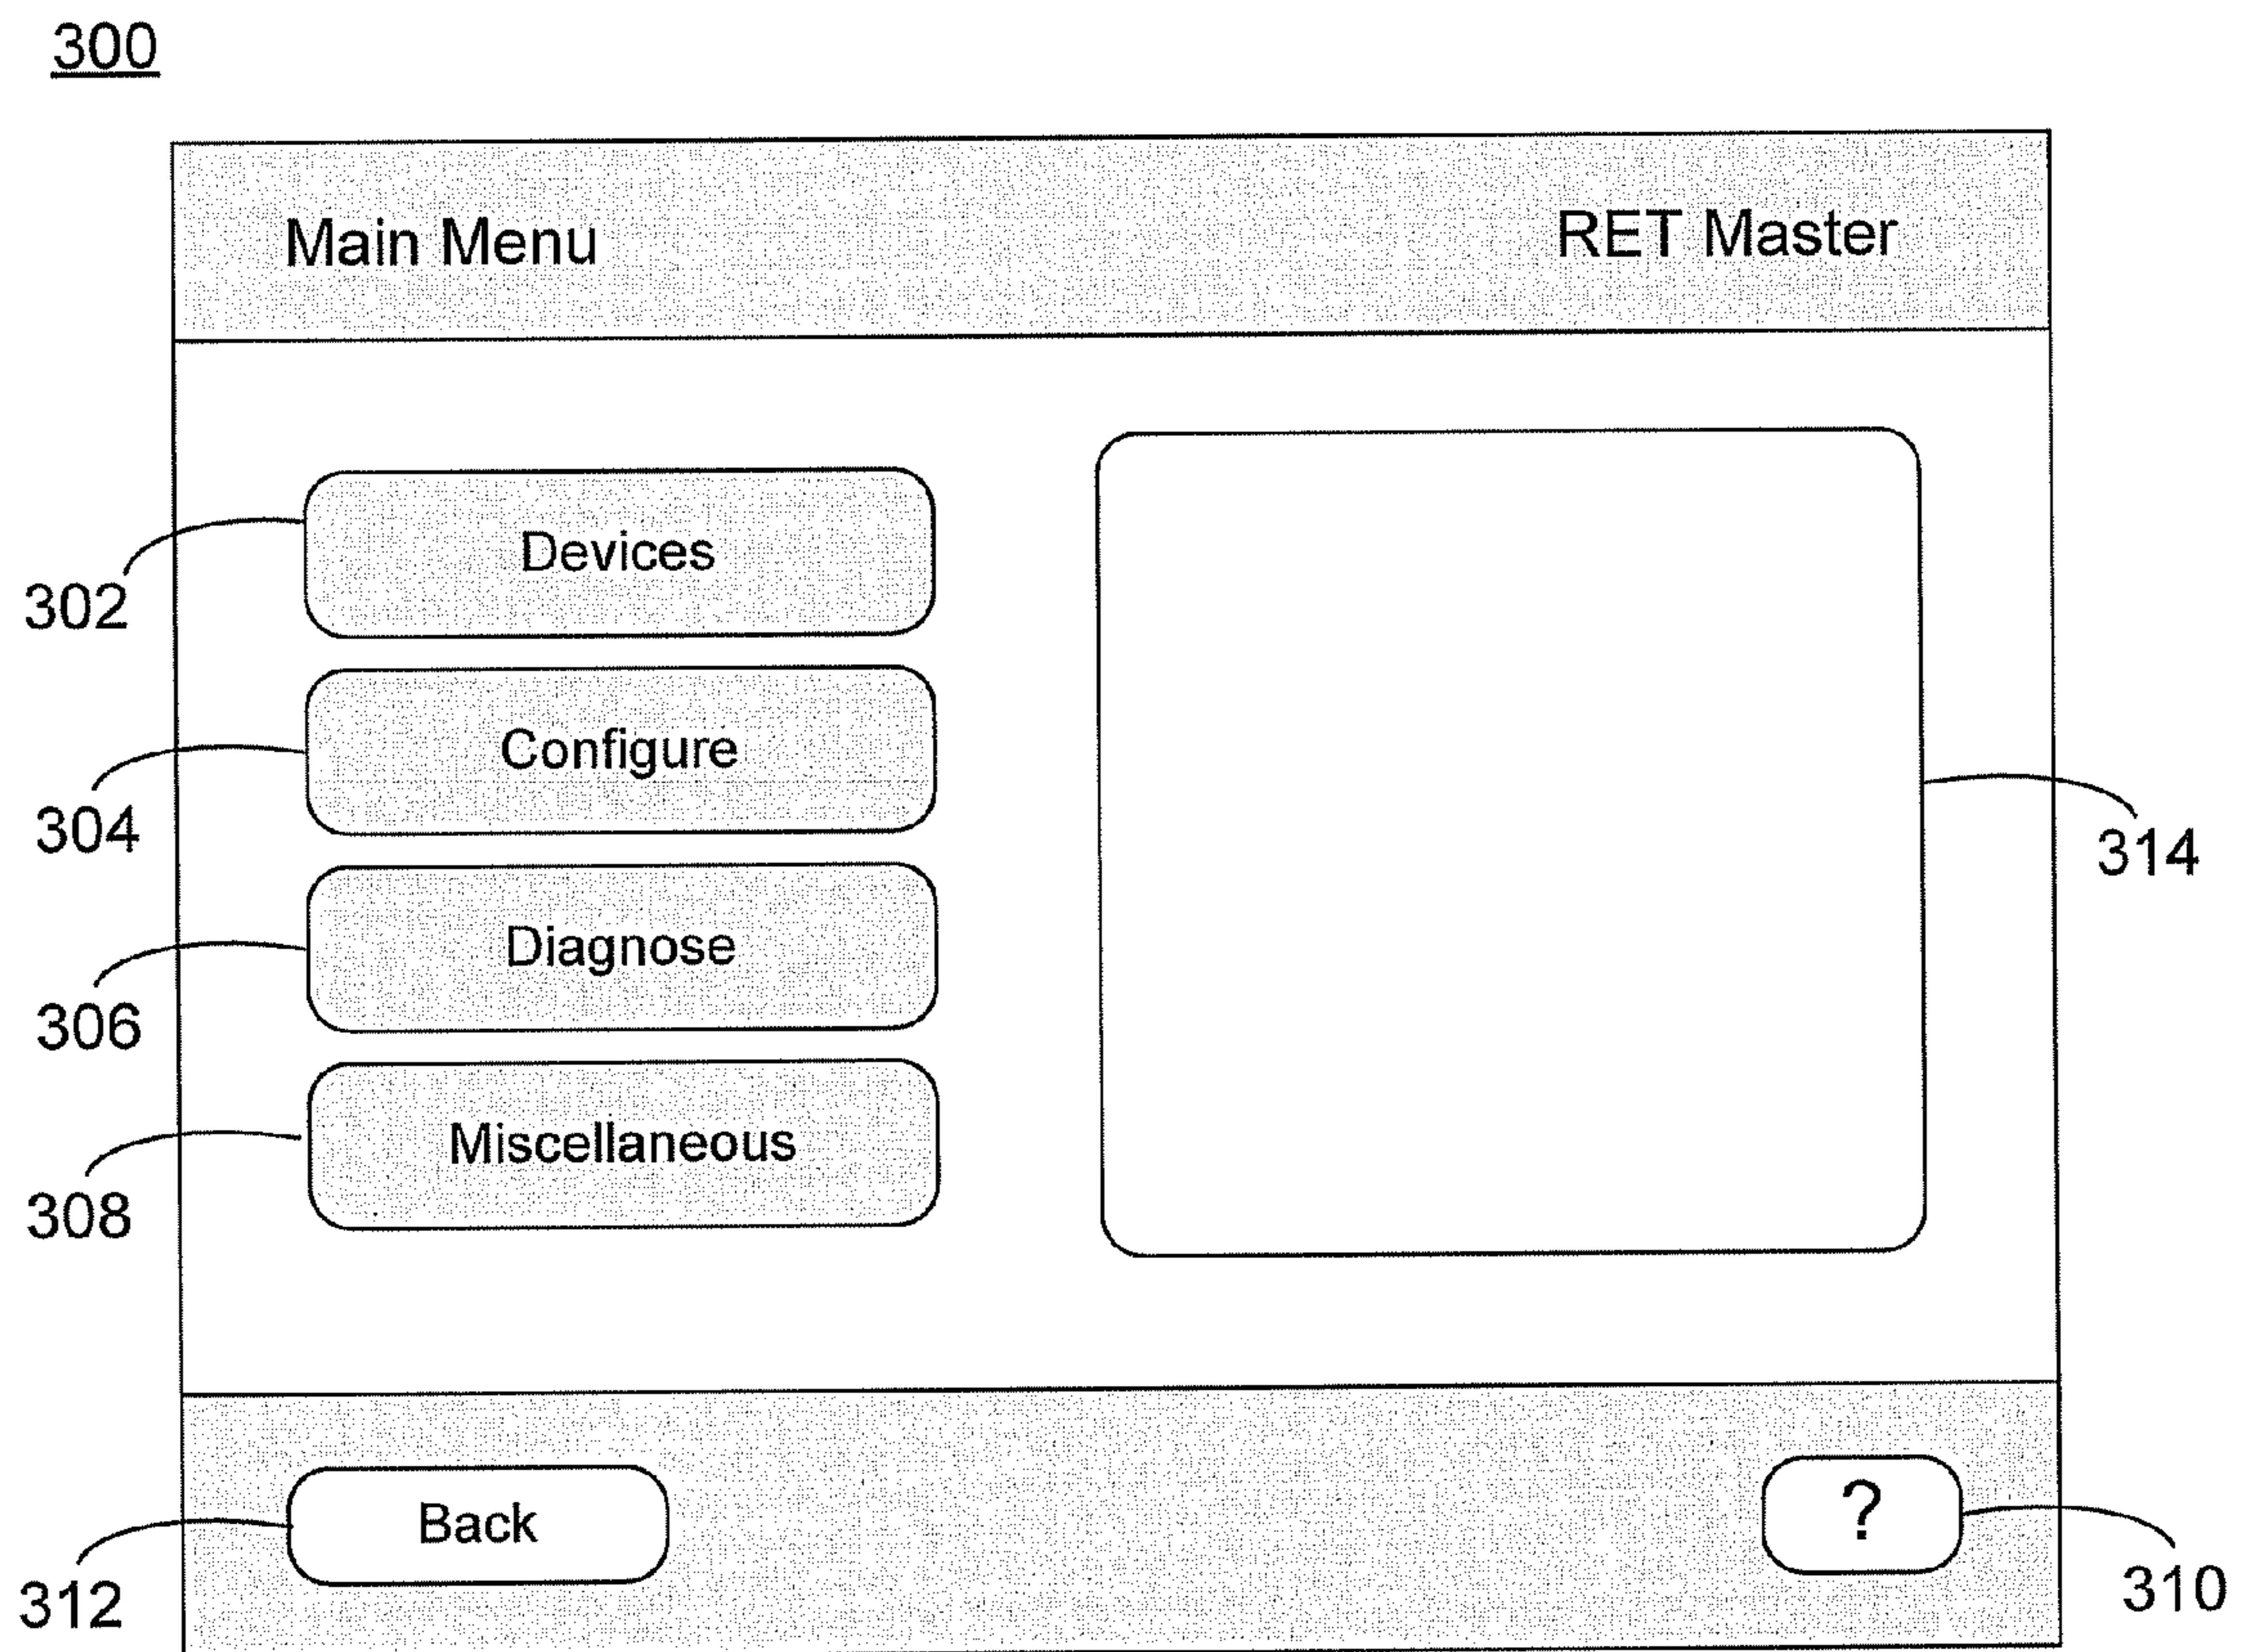 300
Main Menu RET Master
Devices
302
Configure
304
314
Diagnose
306
Miscellaneous
308
Back ?
312 310